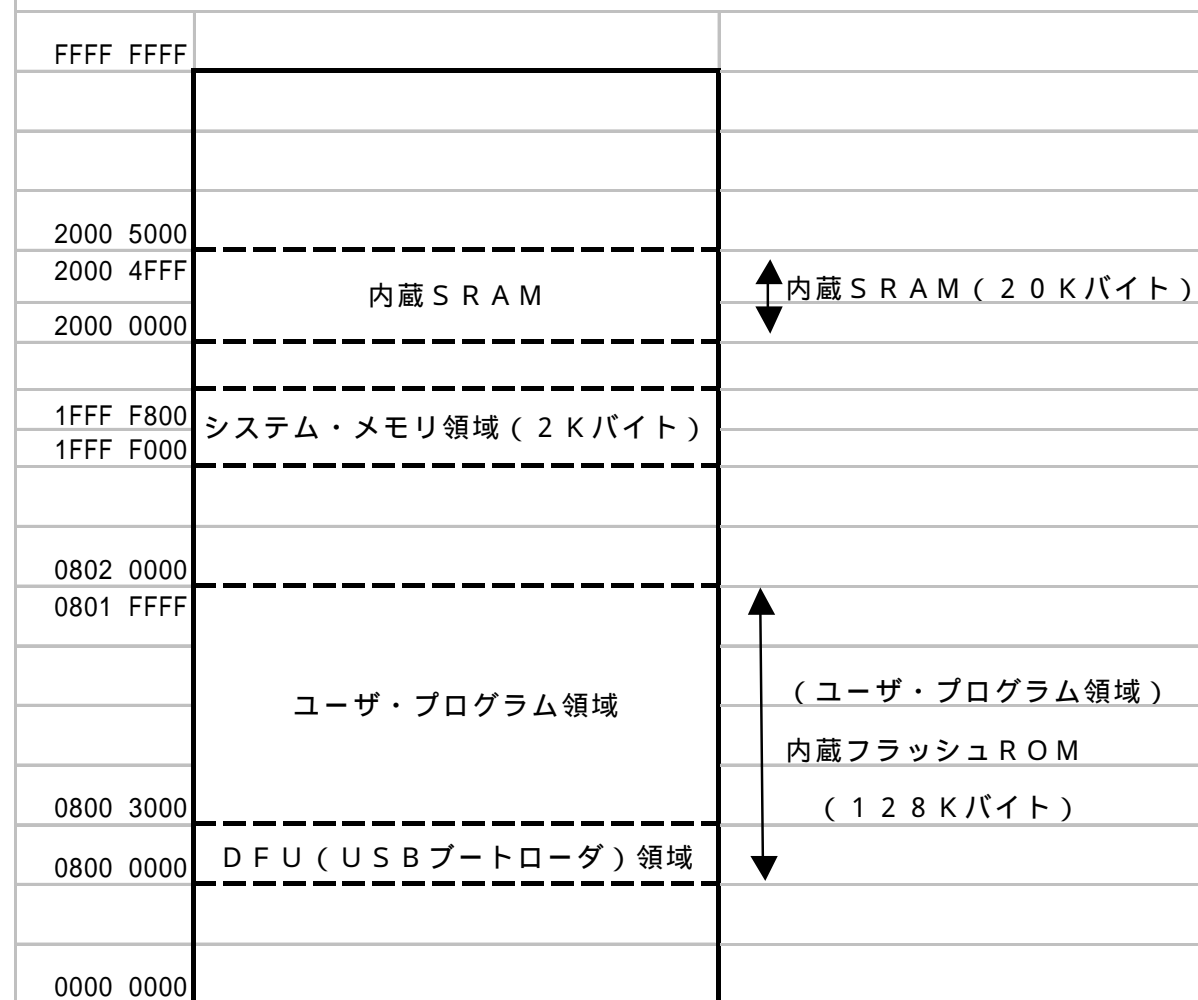 FFFF FFFF
2000 5000
2000 4FFF
内蔵ＳＲＡＭ
内蔵ＳＲＡＭ（２０Ｋバイト）
2000 0000
1FFF F800
システム・メモリ領域（２Ｋバイト）
1FFF F000
0802 0000
0801 FFFF
ユーザ・プログラム領域
（ユーザ・プログラム領域）
内蔵フラッシュＲＯＭ
（１２８Ｋバイト）
0800 3000
ＤＦＵ（ＵＳＢブートローダ）領域
0800 0000
0000 0000